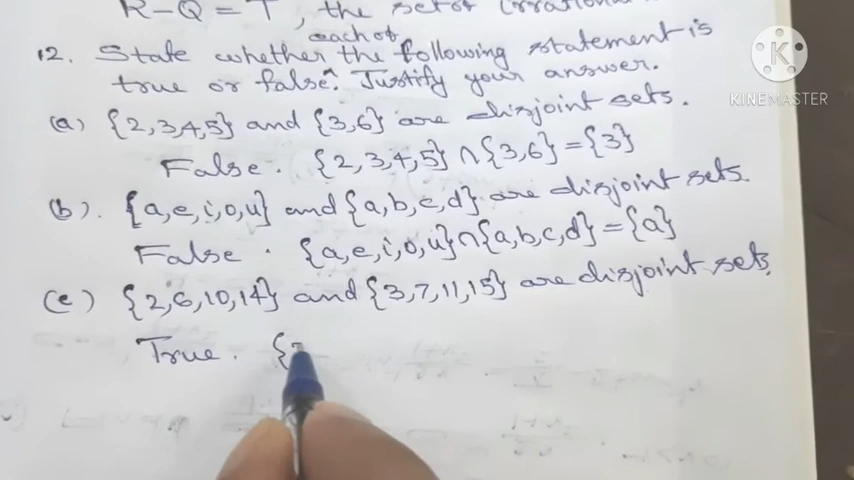 R-Q = T, the set of irrational
each of
12. State whether the following statement is
true or false? Justify your answer.
(a) {2,3,4,5} and {3,6} are disjoint sets.
False. {2,3,4,5} ∩ {3,6} = {3}
(b). {a,e,i,o,u} and {a,b,c,d} are disjoint sets.
False. {a,e,i,o,u} ∩ {a,b,c,d} = {a}
(c) {2,6,10,14} and {3,7,11,15} are disjoint sets.
True. {
KINEMASTER